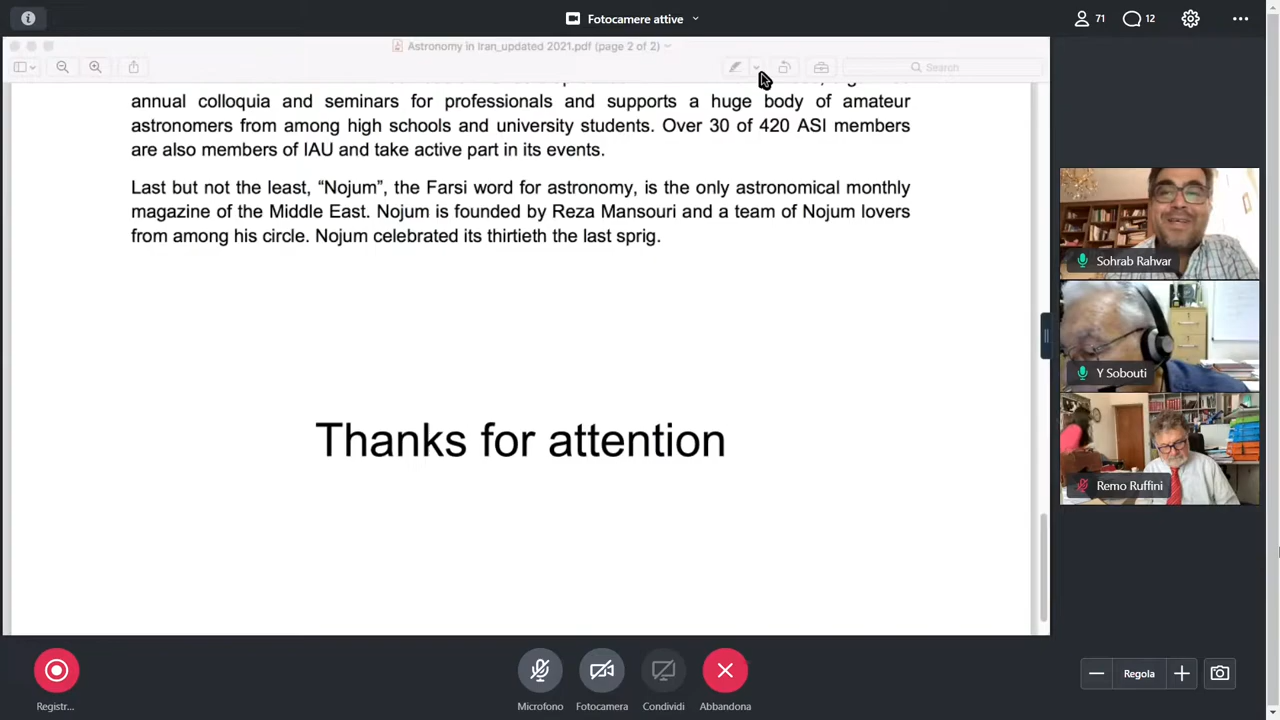 Fotocamere attive
71
12
Astronomy in Iran_updated 2021.pdf (page 2 of 2)
Search
annual colloquia and seminars for professionals and supports a huge body of amateur
astronomers from among high schools and university students. Over 30 of 420 ASI members
are also members of IAU and take active part in its events.
Last but not the least, “Nojum”, the Farsi word for astronomy, is the only astronomical monthly
magazine of the Middle East. Nojum is founded by Reza Mansouri and a team of Nojum lovers
from among his circle. Nojum celebrated its thirtieth the last sprig.
Thanks for attention
Sohrab Rahvar
Y Sobouti
Remo Ruffini
Registr...
Microfono
Fotocamera
Condividi
Abbandona
Regola